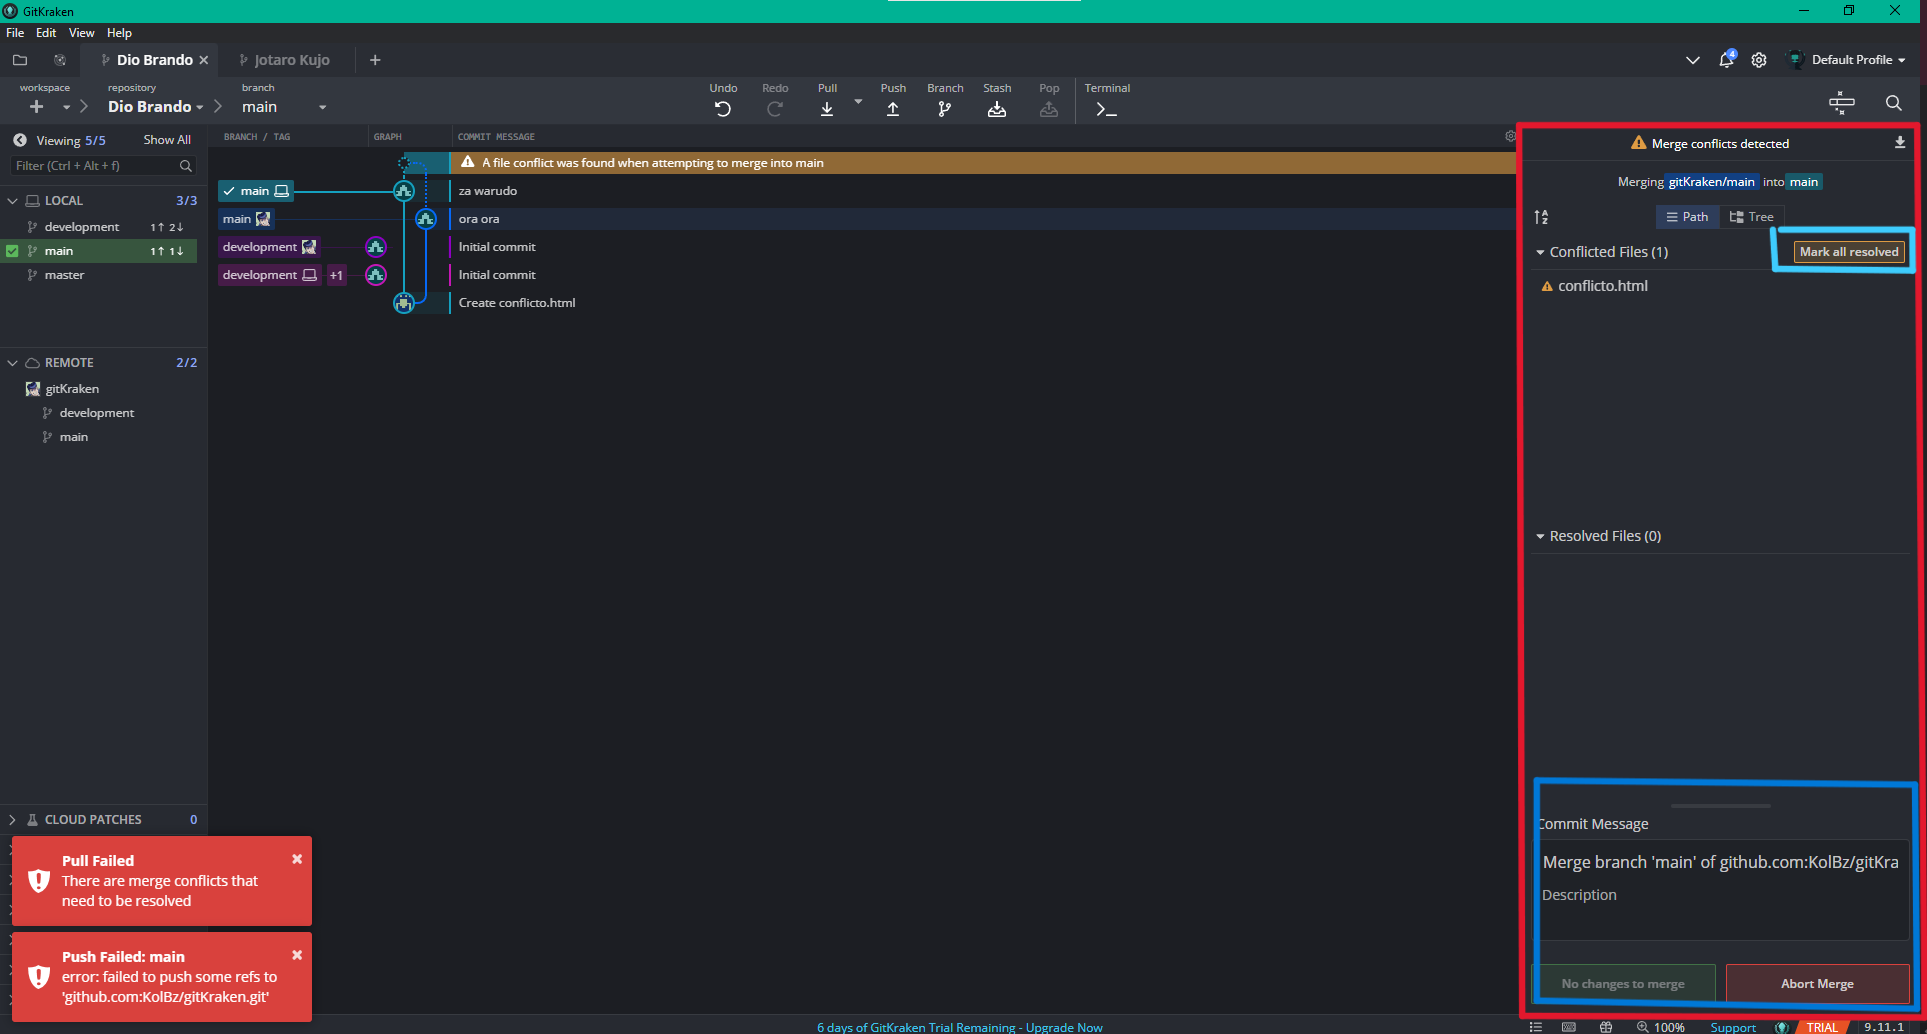 GitKraken
File Edit View Help
Dio Brando
Jotaro Kujo
Default Profile
4
workspace
repository
Dio Brando
branch
main
Undo
Redo
Pull
Push
Branch
Stash
Pop
Terminal
Viewing 5/5 Show All
Filter (Ctrl + Alt + f)
LOCAL 3/3
development 1↑ 2↓
main 1↑ 1↓
master
REMOTE 2/2
gitKraken
development
main
CLOUD PATCHES 0
BRANCH / TAG GRAPH COMMIT MESSAGE
A file conflict was found when attempting to merge into main
main za warudo
main ora ora
development Initial commit
development +1 Initial commit
Create conflicto.html
Merge conflicts detected
Merging gitKraken/main into main
Path Tree
Conflicted Files (1) Mark all resolved
conflicto.html
Resolved Files (0)
Commit Message
Merge branch 'main' of github.com:KolBz/gitKra
Description
No changes to merge Abort Merge
Pull Failed
There are merge conflicts that
need to be resolved
Push Failed: main
error: failed to push some refs to
'github.com:KolBz/gitKraken.git'
6 days of GitKraken Trial Remaining - Upgrade Now
100% Support TRIAL 9.11.1